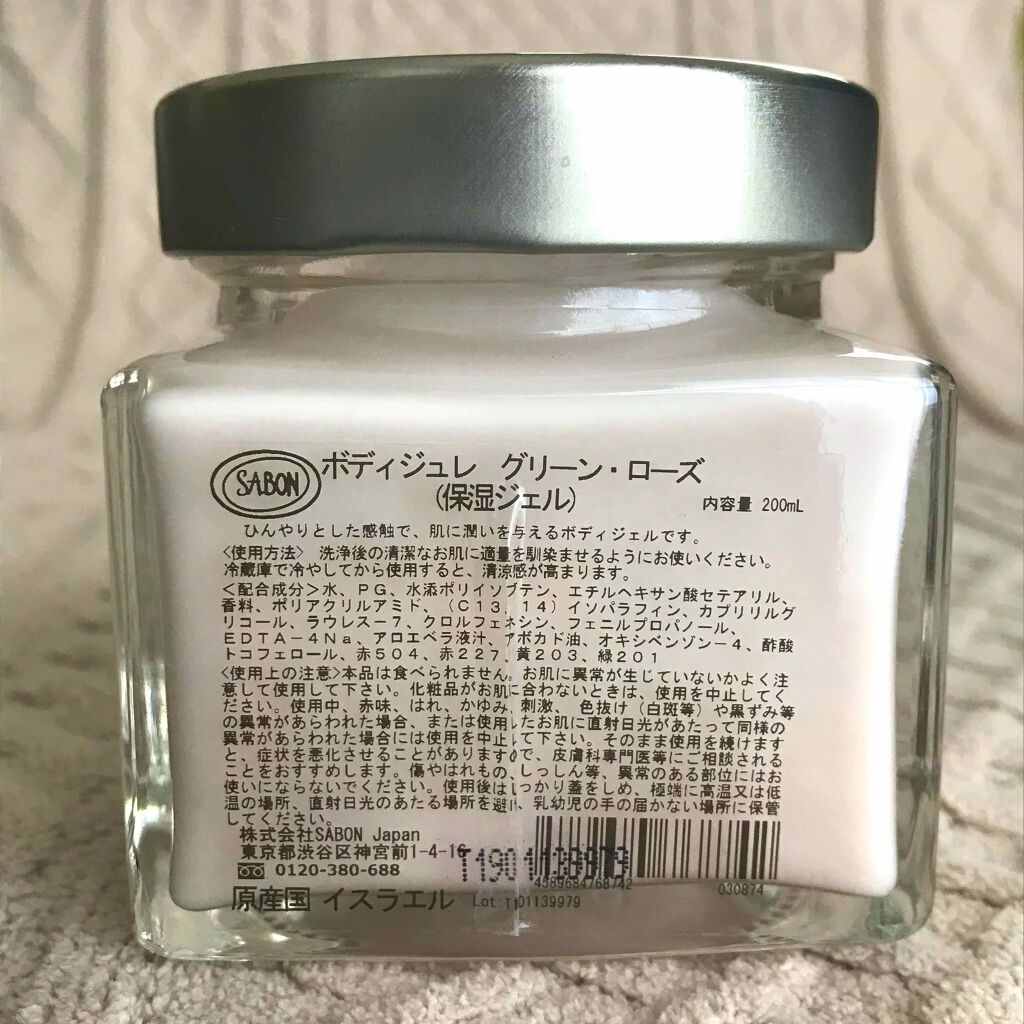 SABON
ボディジュレ グリーン・ローズ
(保湿ジェル)
内容量 200mL
ひんやりとした感触で、肌に潤いを与えるボディジェルです。
<使用方法> 洗浄後の清潔なお肌に適量を馴染ませるようにお使いください。
冷蔵庫で冷やしてから使用すると、清涼感が高まります。
<配合成分>水、PG、水添ポリイソブテン、エチルヘキサン酸セテアリル、
香料、ポリアクリルアミド、(C13,14)イソパラフィン、カプリリルグ
リコール、ラウレス-7、クロルフェネシン、フェニルプロパノール、
EDTA-4Na、アロエベラ液汁、アボカド油、オキシベンゾン-4、酢酸
トコフェロール、赤504、赤227、黄203、緑201
<使用上の注意>本品は食べられません。お肌に異常が生じていないかよく注
意して使用して下さい。化粧品がお肌に合わないときは、使用を中止してく
ださい。使用中、赤味、はれ、かゆみ、刺激、色抜け(白斑等)や黒ずみ等
の異常があらわれた場合、または使用したお肌に直射日光があたって同様の
異常があらわれた場合には使用を中止して下さい。そのまま使用を続けます
と、症状を悪化させることがありますので、皮膚科専門医等にご相談される
ことをおすすめします。傷やはれもの、しっしん等、異常のある部位にはお
使いにならないでください。使用後はしっかり蓋をしめ、極端に高温又は低
温の場所、直射日光のあたる場所を避け、乳幼児の手の届かない場所に保管
してください。
株式会社SABON Japan
東京都渋谷区神宮前1-4-16
0120-380-688
T1901139979
4589684768742
030874
原産国 イスラエル
Lot:T101139979